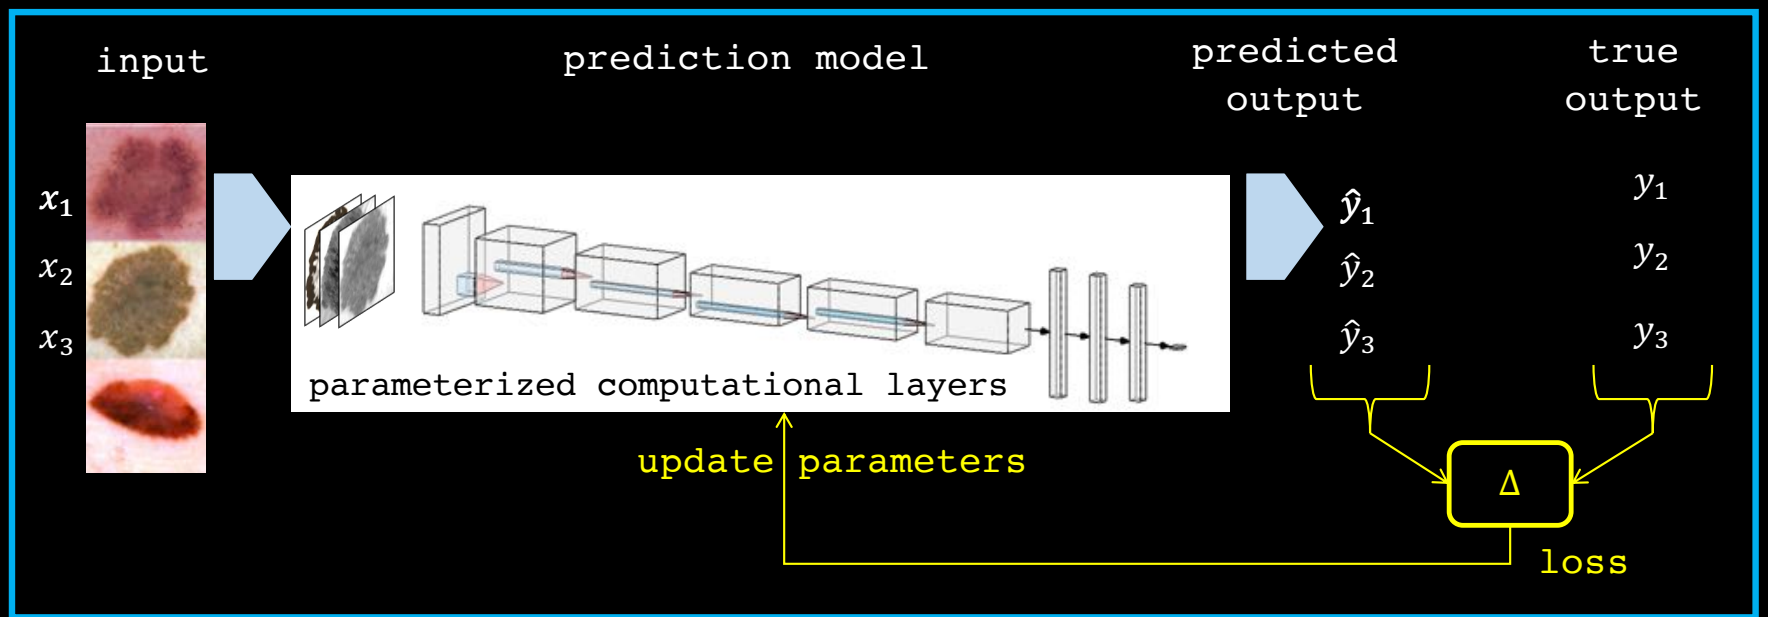 input
prediction model
predicted
output
true
output
x₁
x₂
x₃
parameterized computational layers
ŷ₁
ŷ₂
ŷ₃
y₁
y₂
y₃
update parameters
Δ
loss